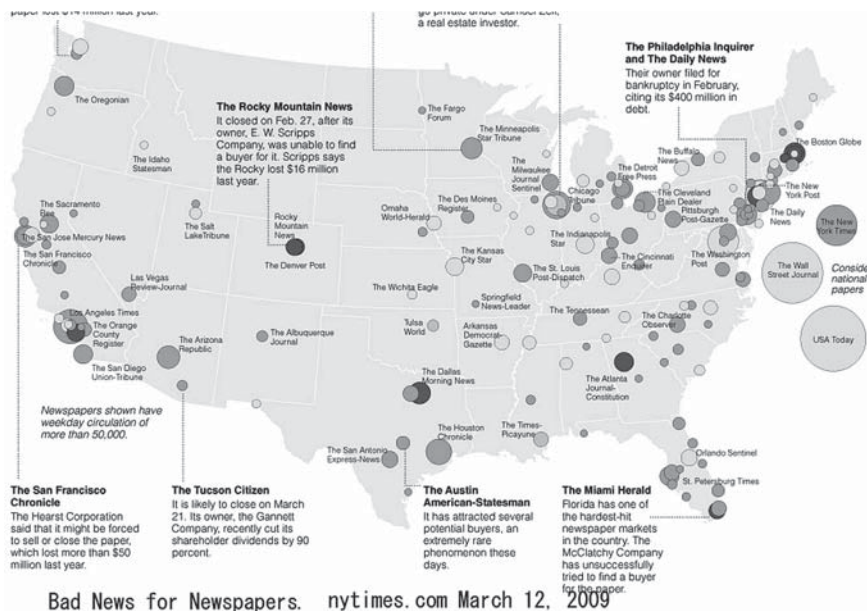 paper lost $14 million last year.
go private under Samuel Zell,
a real estate investor.
The Philadelphia Inquirer
and The Daily News
Their owner filed for
bankruptcy in February,
citing its $400 million in
debt.
The Oregonian
The Rocky Mountain News
It closed on Feb. 27, after its
owner, E. W. Scripps
Company, was unable to find
a buyer for it. Scripps says
the Rocky lost $16 million
last year.
The Fargo
Forum
The Minneapolis
Star Tribune
The Idaho
Statesman
The
Milwaukee
Journal
Sentinel
The Detroit
Free Press
The Buffalo
News
The Boston Globe
Chicago
Tribune
The Cleveland
Plain Dealer
The New
York Post
The Sacramento
Bee
The San Jose Mercury News
The San Francisco
Chronicle
The Salt
LakeTribune
Rocky
Mountain
News
The Denver Post
Omaha
World-Herald
The Des Moines
Register
Pittsburgh
Post-Gazette
The Daily
News
The New
York Times
The Indianapolis
Star
The Kansas
City Star
The Cincinnati
Enquirer
The Washington
Post
The Wall
Street Journal
Conside
national
papers
Las Vegas
Review-Journal
The Wichita Eagle
The St. Louis
Post-Dispatch
Springfield
News-Leader
Los Angeles Times
The Orange
County
Register
The San Diego
Union-Tribune
The Arizona
Republic
The Albuquerque
Journal
Tulsa
World
Arkansas
Democrat-
Gazette
The Tennessean
The Charlotte
Observer
USA Today
The Dallas
Morning News
The Atlanta
Journal-
Constitution
Newspapers shown have
weekday circulation of
more than 50,000.
The Houston
Chronicle
The Times-
Picayune
The San Antonio
Express-News
Orlando Sentinel
St. Petersburg Times
The San Francisco
Chronicle
The Hearst Corporation
said that it might be forced
to sell or close the paper,
which lost more than $50
million last year.
The Tucson Citizen
It is likely to close on March
21. Its owner, the Gannett
Company, recently cut its
shareholder dividends by 90
percent.
The Austin
American-Statesman
It has attracted several
potential buyers, an
extremely rare
phenomenon these
days.
The Miami Herald
Florida has one of
the hardest-hit
newspaper markets
in the country. The
McClatchy Company
has unsuccessfully
tried to find a buyer
for the paper.
Bad News for Newspapers. nytimes.com March 12, 2009